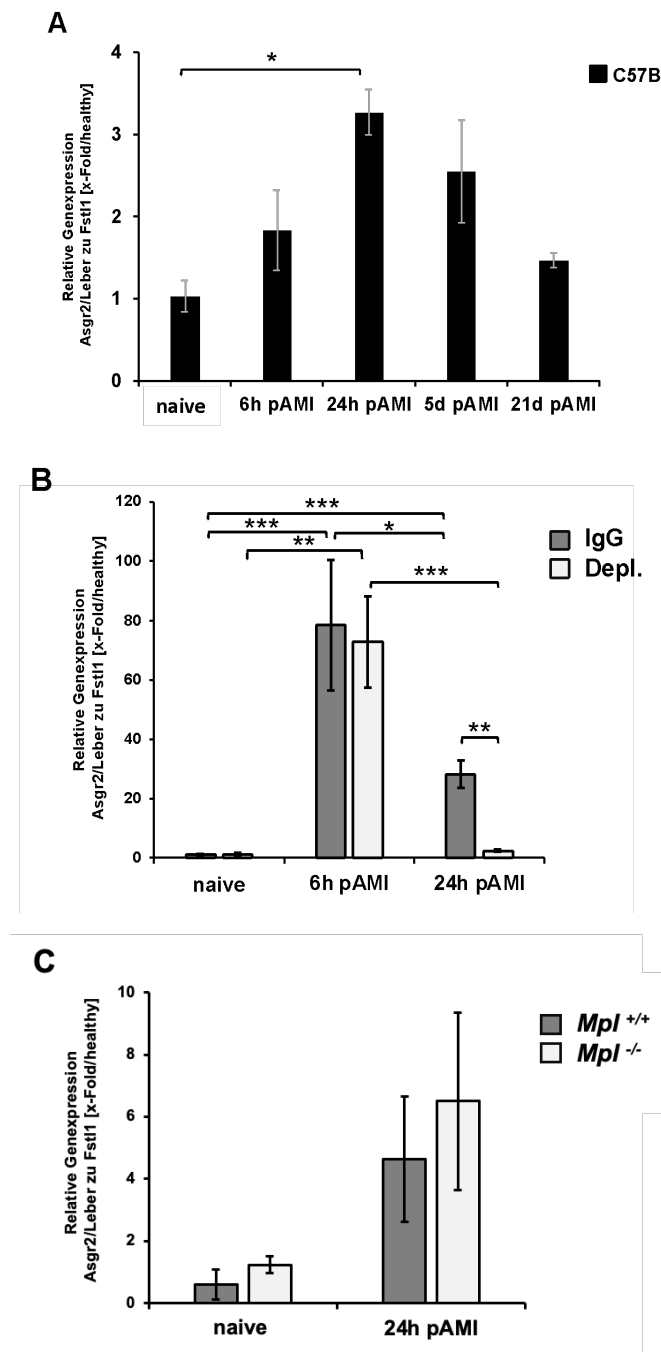 A
Relative Genexpression
Asgr2/Leber zu Fstl1 [x-Fold/healthy]
4
3
2
1
0
*
C57B
naive
6h pAMI
24h pAMI
5d pAMI
21d pAMI
B
Relative Genexpression
Asgr2/Leber zu Fstl1 [x-Fold/healthy]
120
100
80
60
40
20
0
***
***
*
**
***
**
IgG
Depl.
naive
6h pAMI
24h pAMI
C
Relative Genexpression
Asgr2/Leber zu Fstl1 [x-Fold/healthy]
10
8
6
4
2
0
Mpl +/+
Mpl -/-
naive
24h pAMI